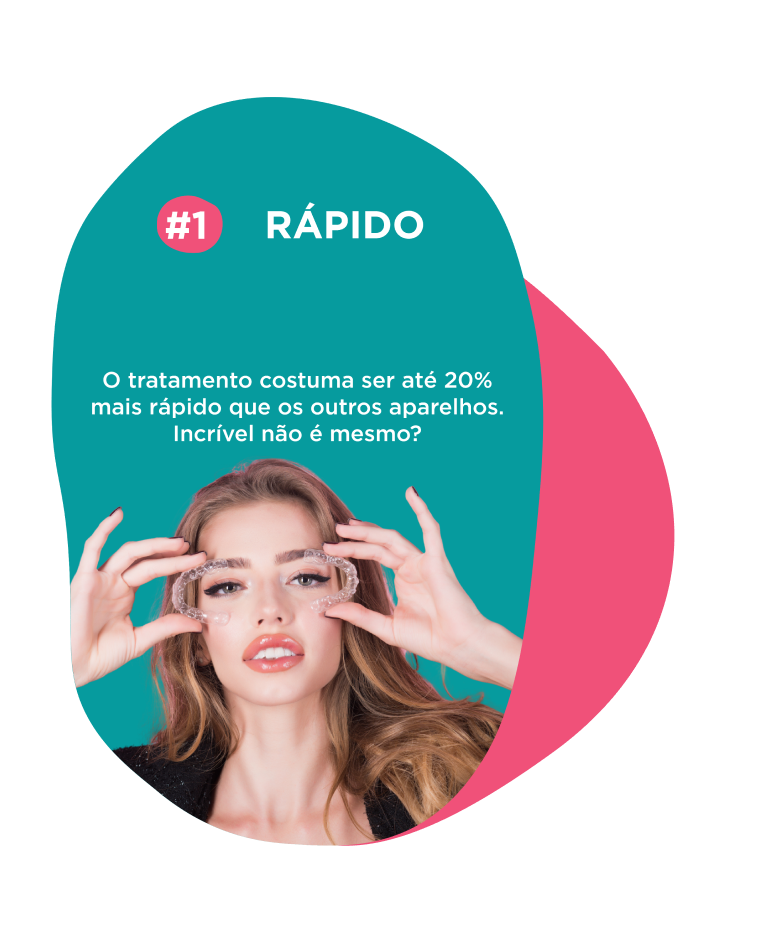 #1 RÁPIDO
O tratamento costuma ser até 20%
mais rápido que os outros aparelhos.
Incrível não é mesmo?